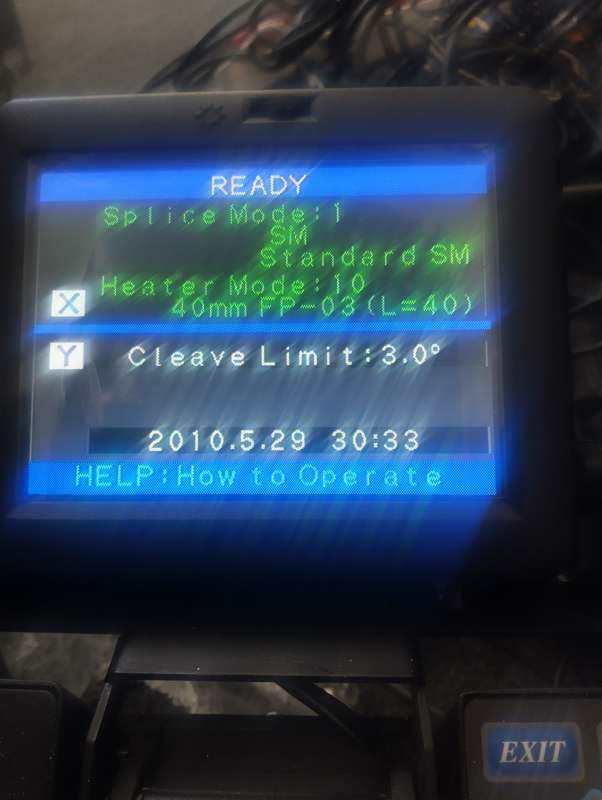 READY
Splice Mode:1
SM
Standard SM
Heater Mode:10
X
40mm FP-03(L=40)
Y
Cleave Limit:3.0°
2010.5.29 30:33
HELP:How to Operate
EXIT